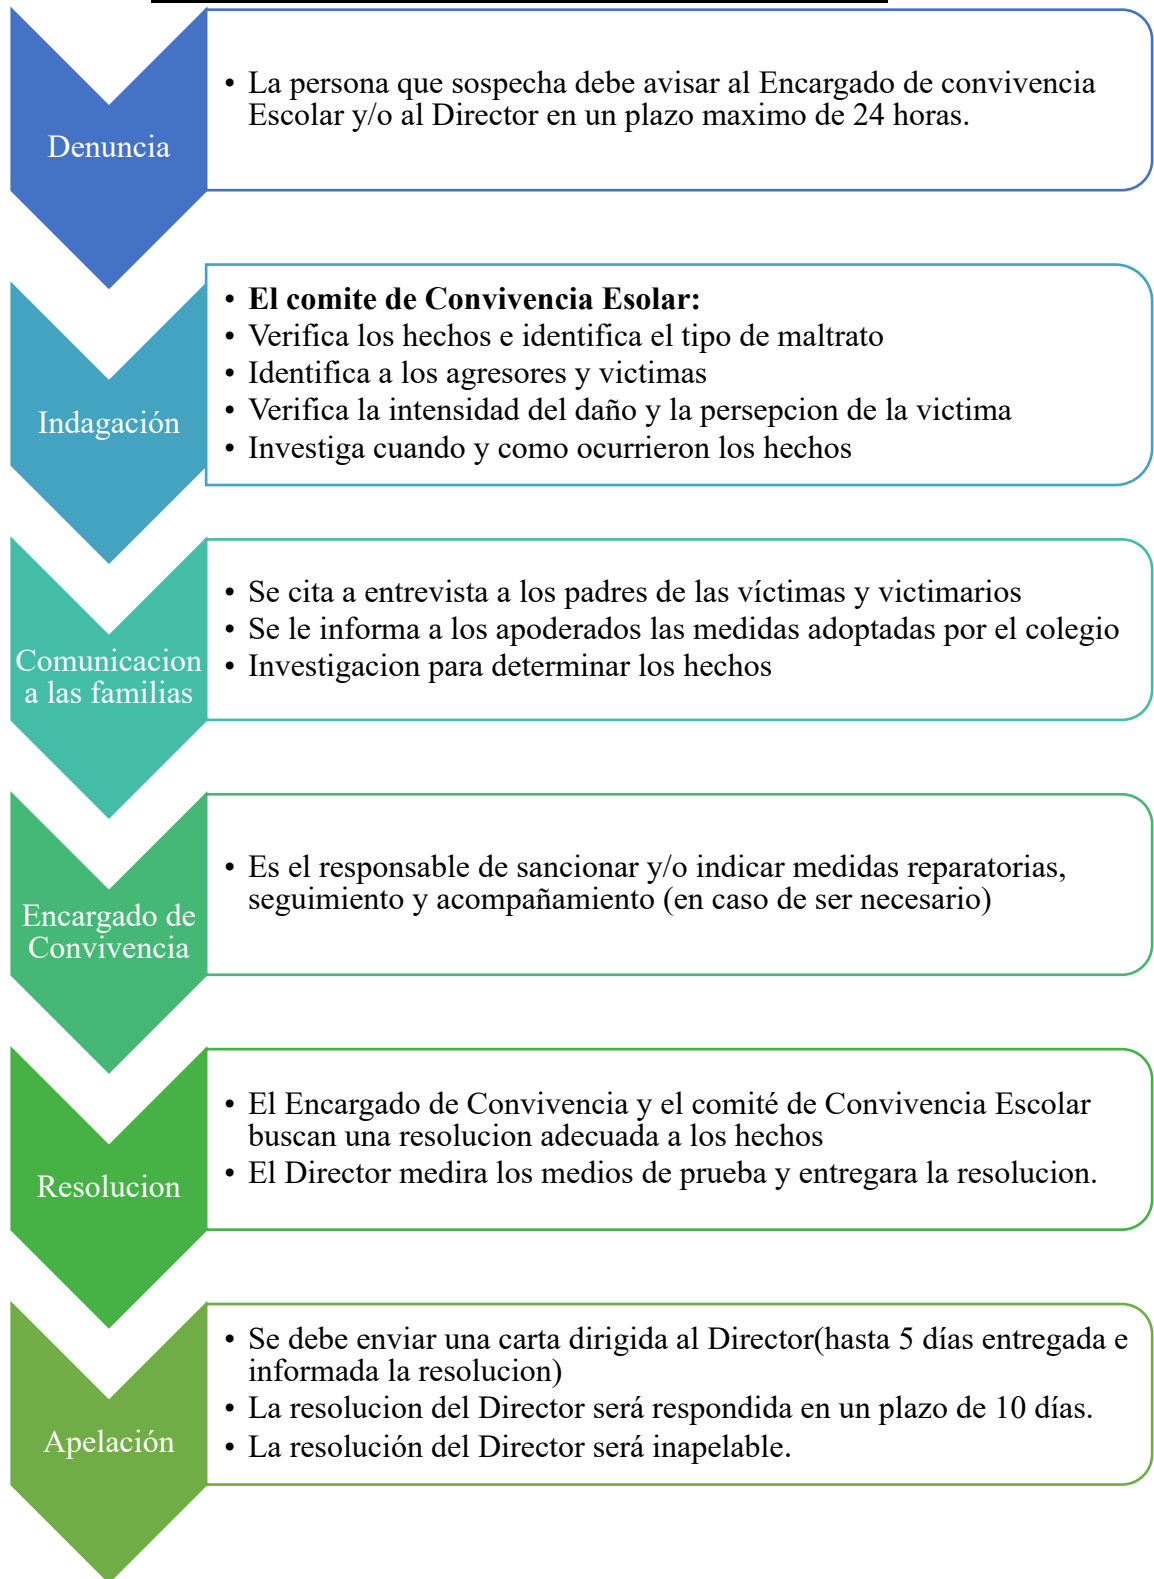 Denuncia
• La persona que sospecha debe avisar al Encargado de convivencia
Escolar y/o al Director en un plazo maximo de 24 horas.
Indagación
• El comite de Convivencia Esolar:
• Verifica los hechos e identifica el tipo de maltrato
• Identifica a los agresores y victimas
• Verifica la intensidad del daño y la persepcion de la victima
• Investiga cuando y como ocurrieron los hechos
Comunicacion
a las familias
• Se cita a entrevista a los padres de las víctimas y victimarios
• Se le informa a los apoderados las medidas adoptadas por el colegio
• Investigacion para determinar los hechos
Encargado de
Convivencia
• Es el responsable de sancionar y/o indicar medidas reparatorias,
seguimiento y acompañamiento (en caso de ser necesario)
Resolucion
• El Encargado de Convivencia y el comité de Convivencia Escolar
buscan una resolucion adecuada a los hechos
• El Director medira los medios de prueba y entregara la resolucion.
Apelación
• Se debe enviar una carta dirigida al Director(hasta 5 días entregada e
informada la resolucion)
• La resolucion del Director será respondida en un plazo de 10 días.
• La resolución del Director será inapelable.